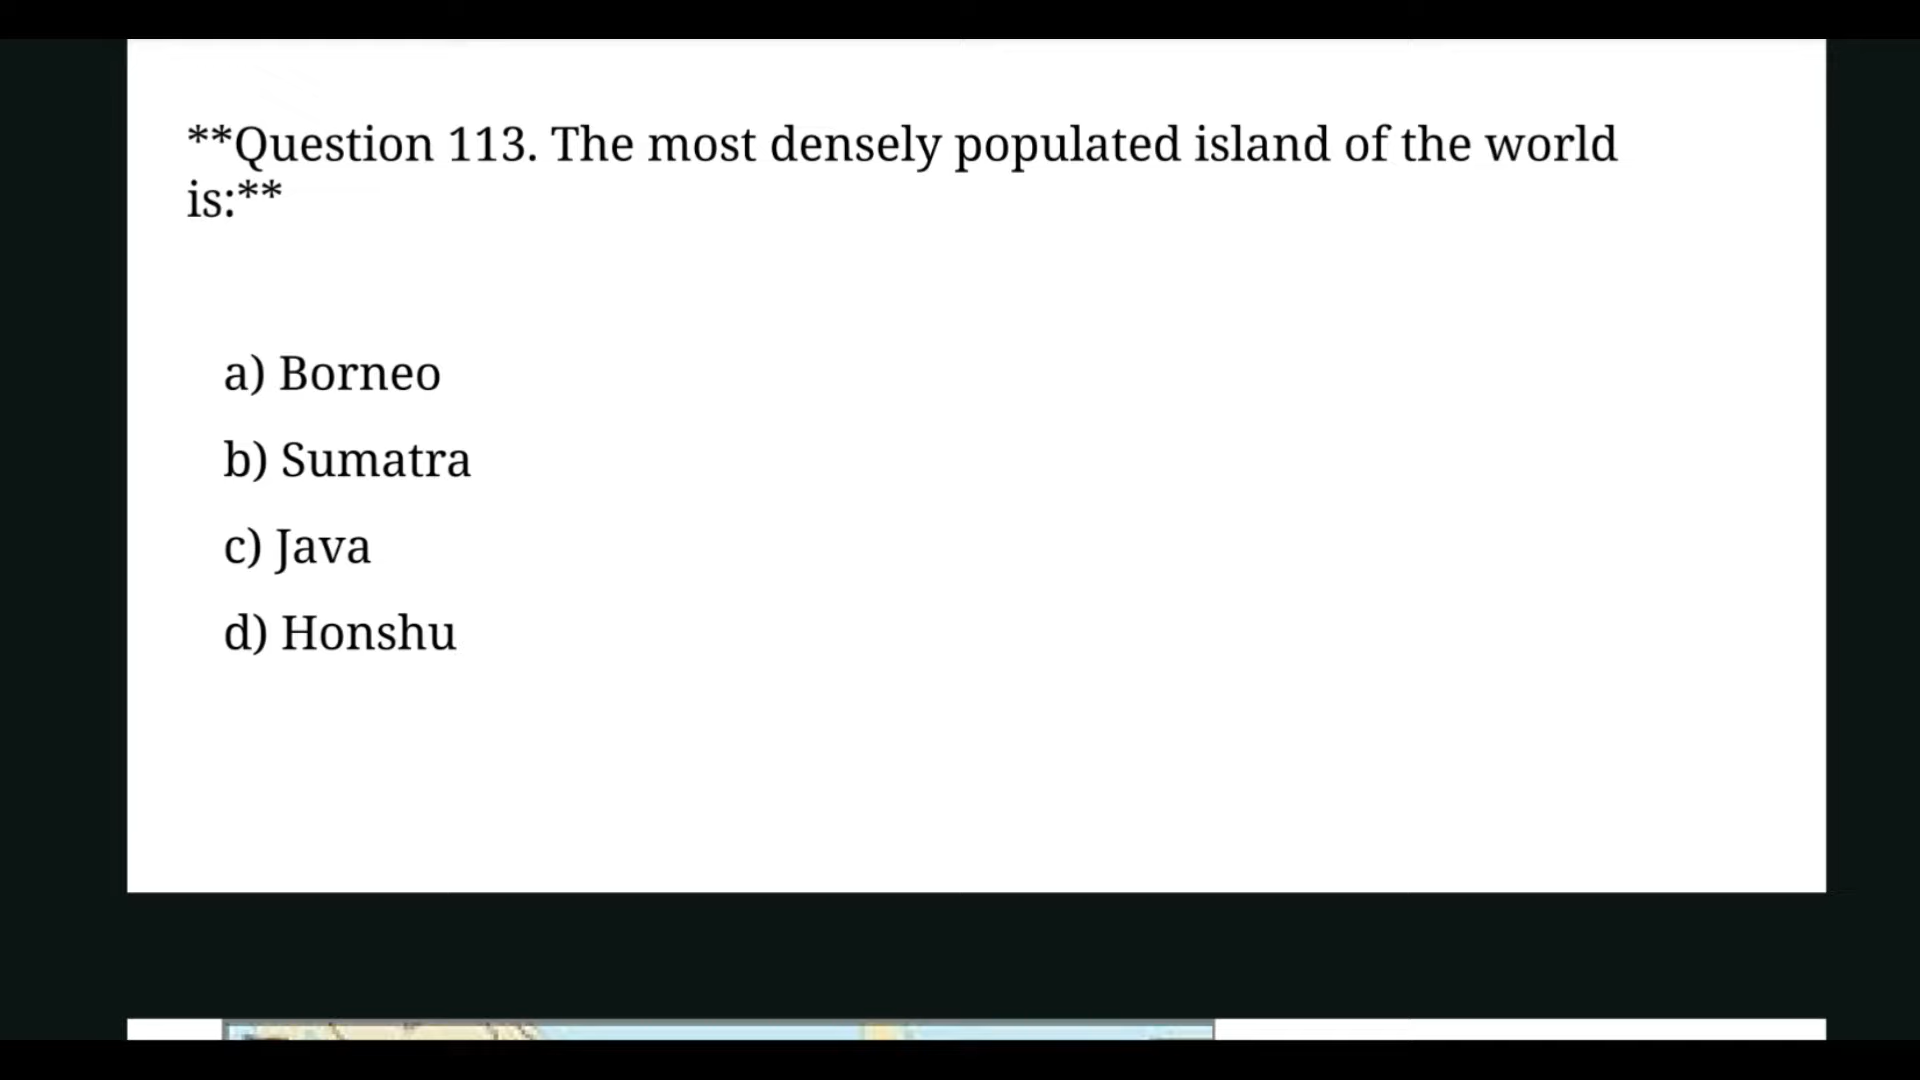 **Question 113. The most densely populated island of the world
is:**
a) Borneo
b) Sumatra
c) Java
d) Honshu